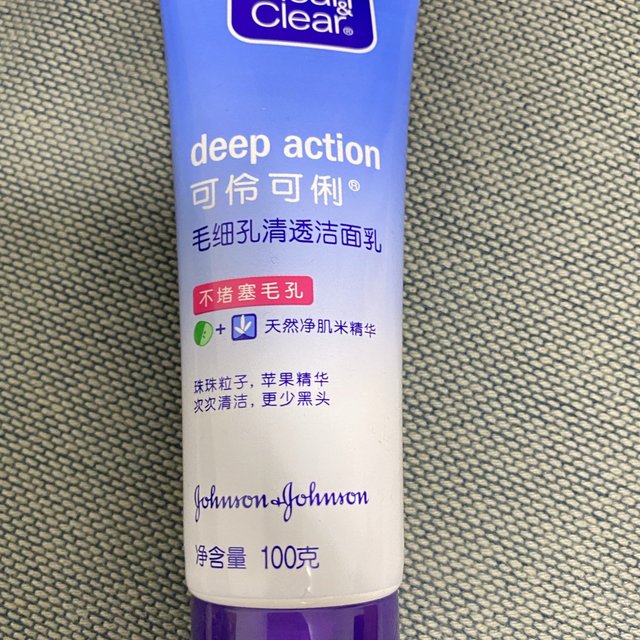 Clear®
deep action
可伶可俐®
毛细孔清透洁面乳
不堵塞毛孔
+ 天然净肌米精华
珠珠粒子，苹果精华
次次清洁，更少黑头
Johnson & Johnson
净含量 100克